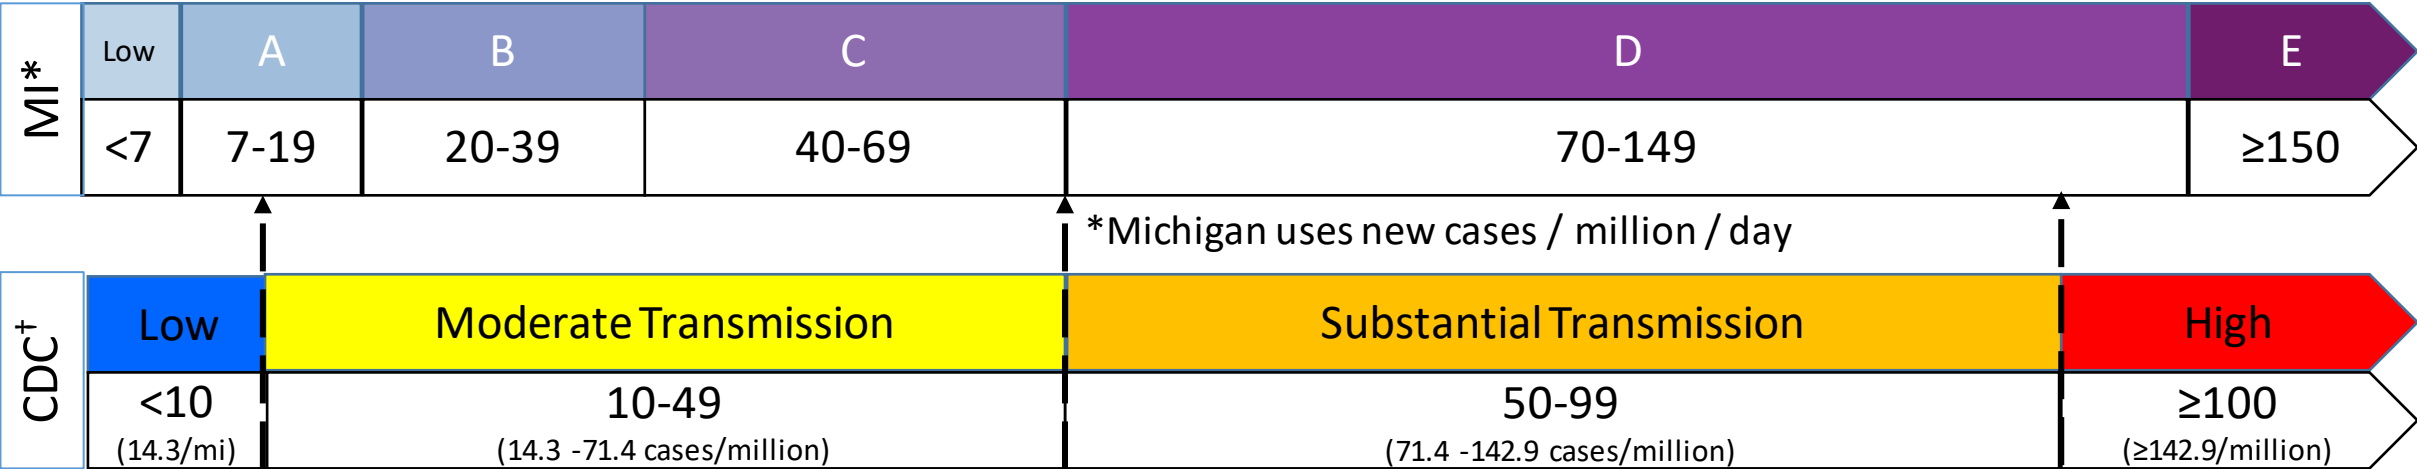 MI*
Low A B C D E
<7 7-19 20-39 40-69 70-149 ≥150
*Michigan uses new cases / million / day
CDC†
Low Moderate Transmission Substantial Transmission High
<10 10-49 50-99 ≥100
(14.3/mi) (14.3 -71.4 cases/million) (71.4 -142.9 cases/million) (≥142.9/million)